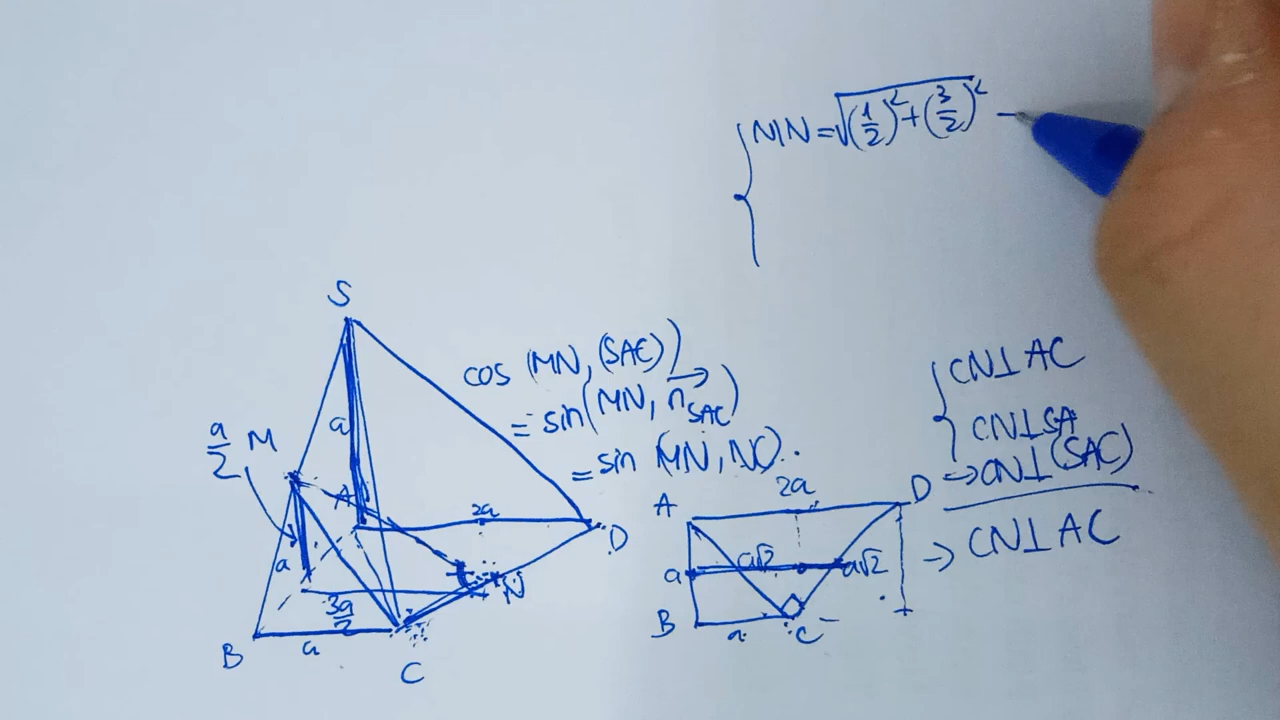 MN = √((1/2)² + (3/2)²) –
S
cos (MN, (SAC))
= sin(MN, n⃗_SAC)
= sin (MN, NC).
CN⊥AC
CN⊥SA
⇒ CN⊥(SAC)
→ CN⊥AC
a/2 M
a
A
2a
D
a
3a/2
N
B
a
C
A
2a
D
a
a√2
a√2
B
a
C